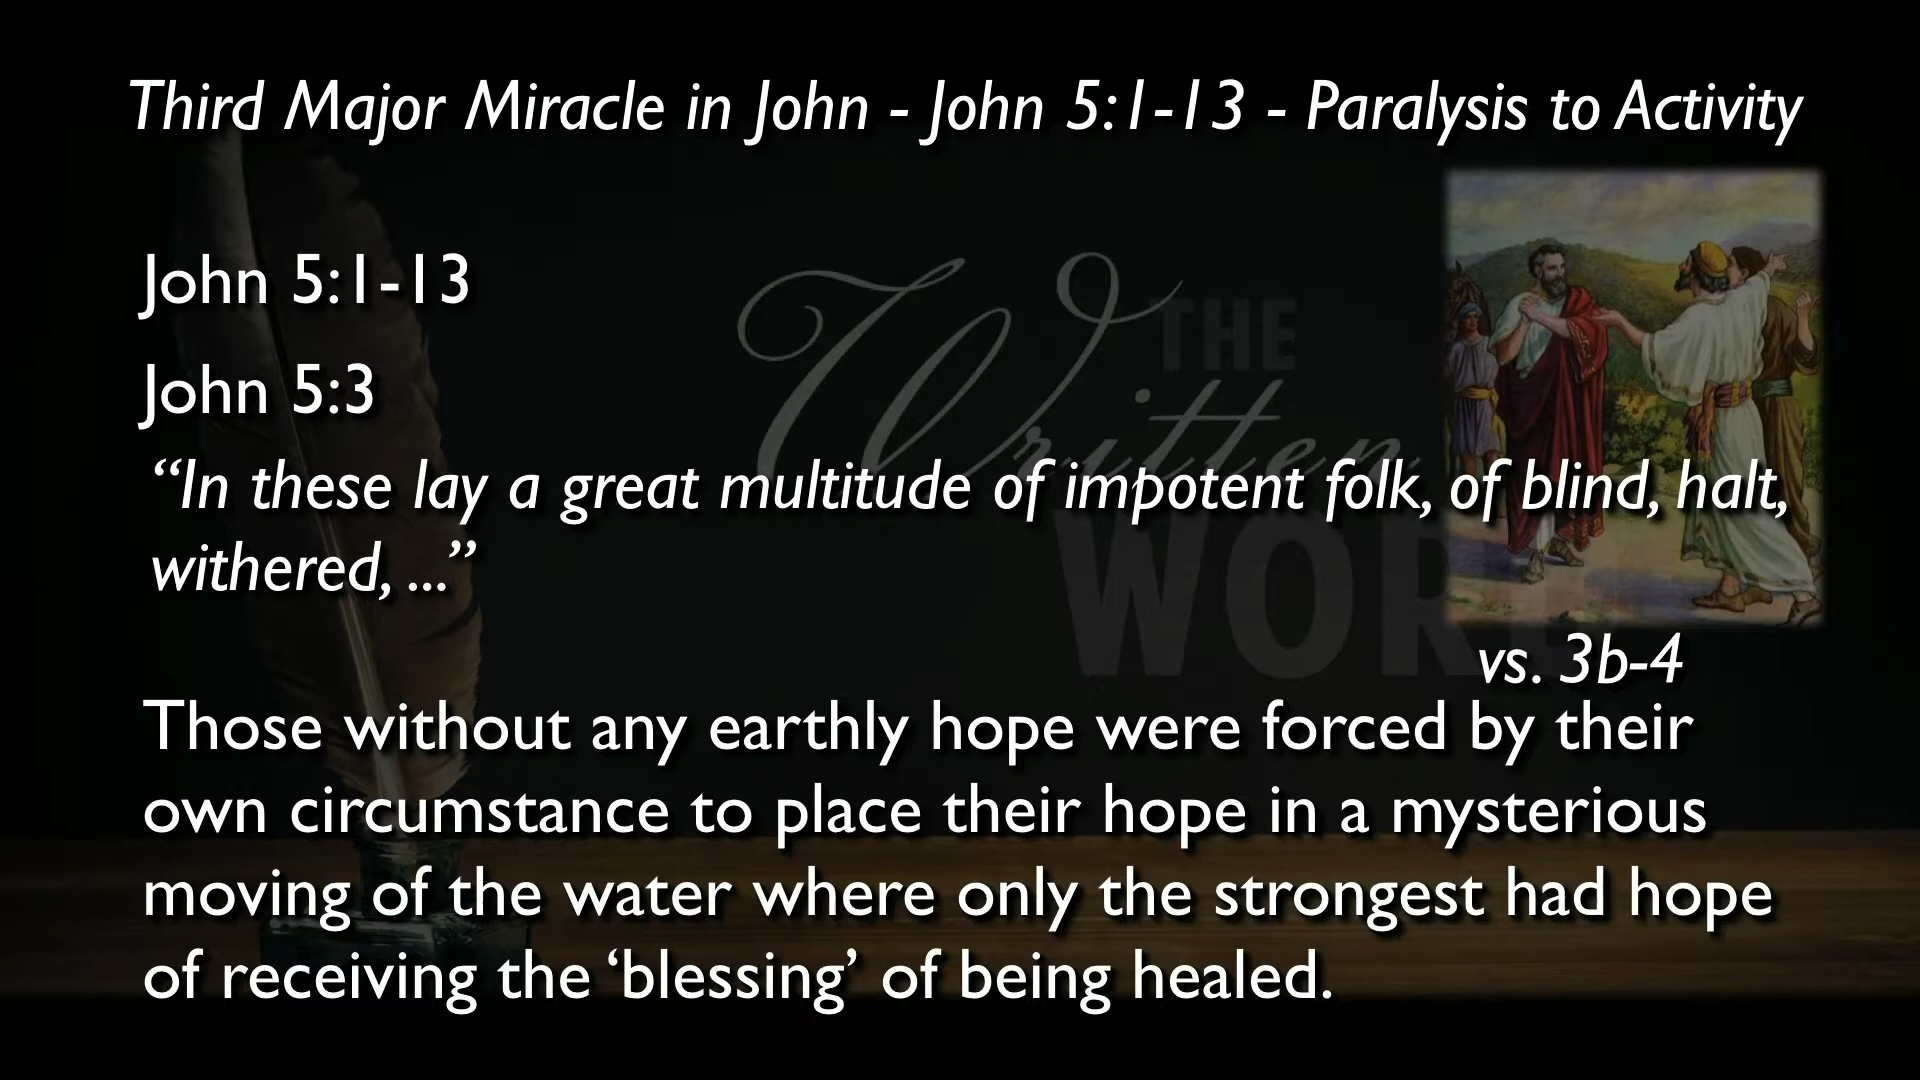 Third Major Miracle in John - John 5:1-13 - Paralysis to Activity
John 5:1-13
John 5:3
“In these lay a great multitude of impotent folk, of blind, halt,
withered, ...”
vs. 3b-4
Those without any earthly hope were forced by their
own circumstance to place their hope in a mysterious
moving of the water where only the strongest had hope
of receiving the ‘blessing’ of being healed.
THE
Written
WORD